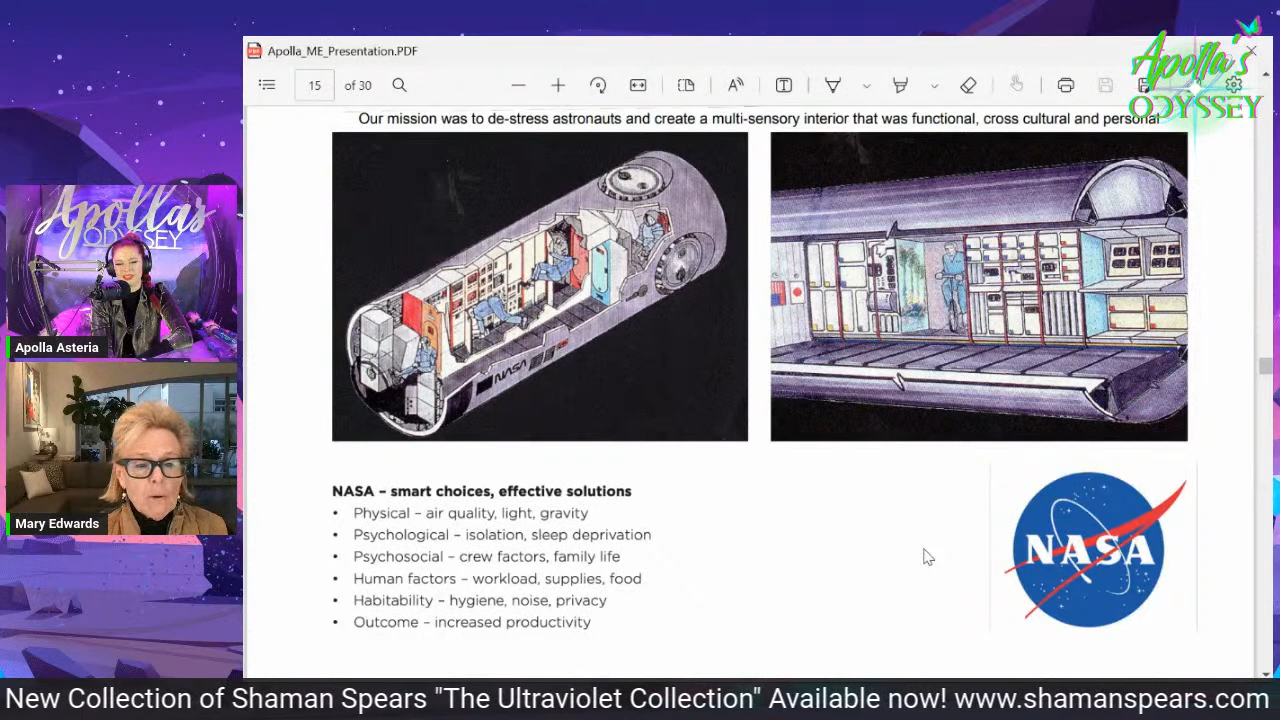 Apolla_ME_Presentation.PDF
15 of 30
Apolla's
ODYSSEY
Our mission was to de-stress astronauts and create a multi-sensory interior that was functional, cross cultural and personal
Apollas
ODYSSEY
Apolla Asteria
NASA
NASA – smart choices, effective solutions
• Physical – air quality, light, gravity
• Psychological – isolation, sleep deprivation
• Psychosocial – crew factors, family life
• Human factors – workload, supplies, food
• Habitability – hygiene, noise, privacy
• Outcome – increased productivity
NASA
Mary Edwards
New Collection of Shaman Spears "The Ultraviolet Collection" Available now! www.shamanspears.com